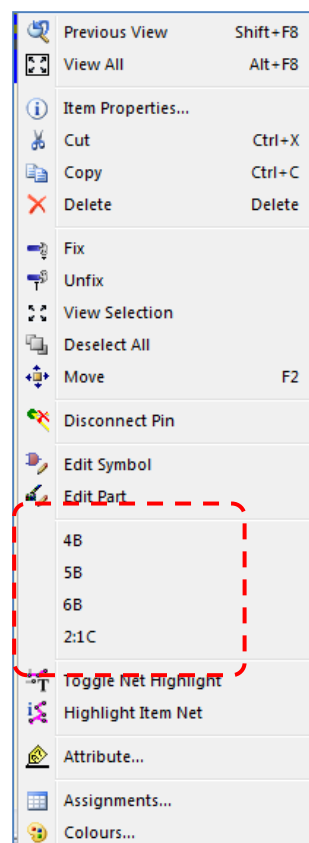 Previous View Shift+F8
View All Alt+F8
Item Properties...
Cut Ctrl+X
Copy Ctrl+C
Delete Delete
Fix
Unfix
View Selection
Deselect All
Move F2
Disconnect Pin
Edit Symbol
Edit Part
4B
5B
6B
2:1C
Toggle Net Highlight
Highlight Item Net
Attribute...
Assignments...
Colours...